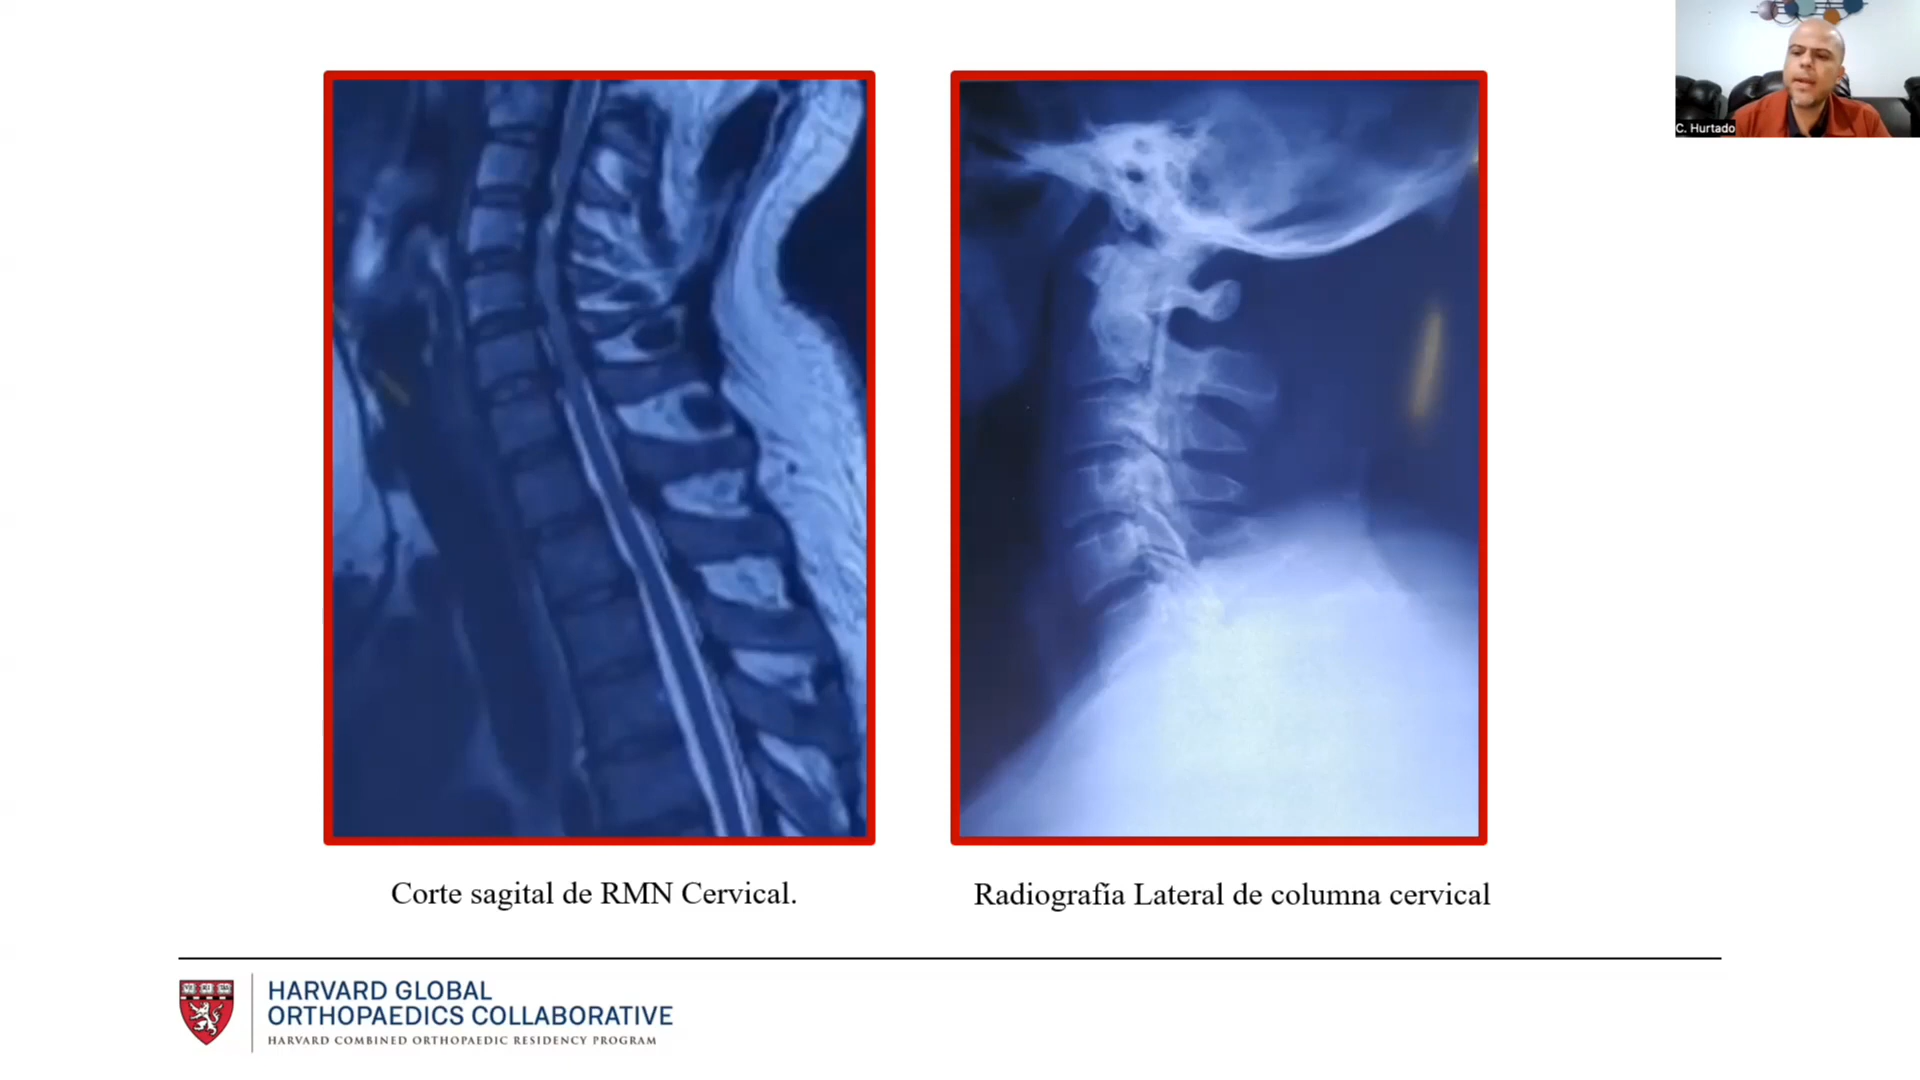 C. Hurtado
Corte sagital de RMN Cervical.
Radiografía Lateral de columna cervical
HARVARD GLOBAL
ORTHOPAEDICS COLLABORATIVE
HARVARD COMBINED ORTHOPAEDIC RESIDENCY PROGRAM